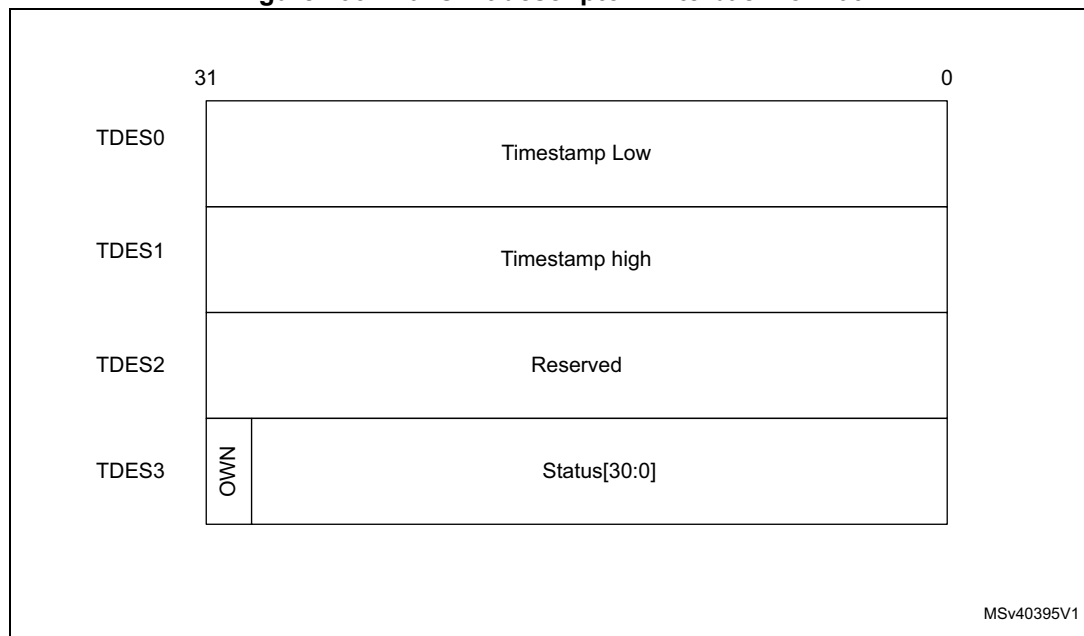 31 0
TDES0 Timestamp Low
TDES1 Timestamp high
TDES2 Reserved
TDES3 OWN Status[30:0]
MSv40395V1